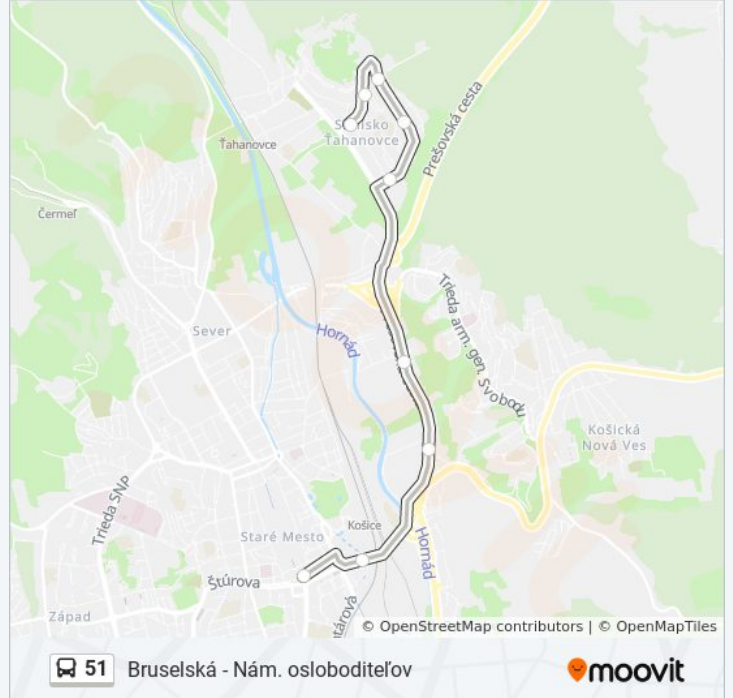 Prešovská cesta
Sídlisko
Ťahanovce
Ťahanovce
Čermeľ
Trieda arm. gen. Svobodu
Sever
Hornád
Košická
Nová Ves
Trieda SNP
Košice
Staré Mesto
Hornád
Štúrova
Západ
© OpenStreetMap contributors | © OpenMapTiles
51 Bruselská - Nám. osloboditeľov
moovit